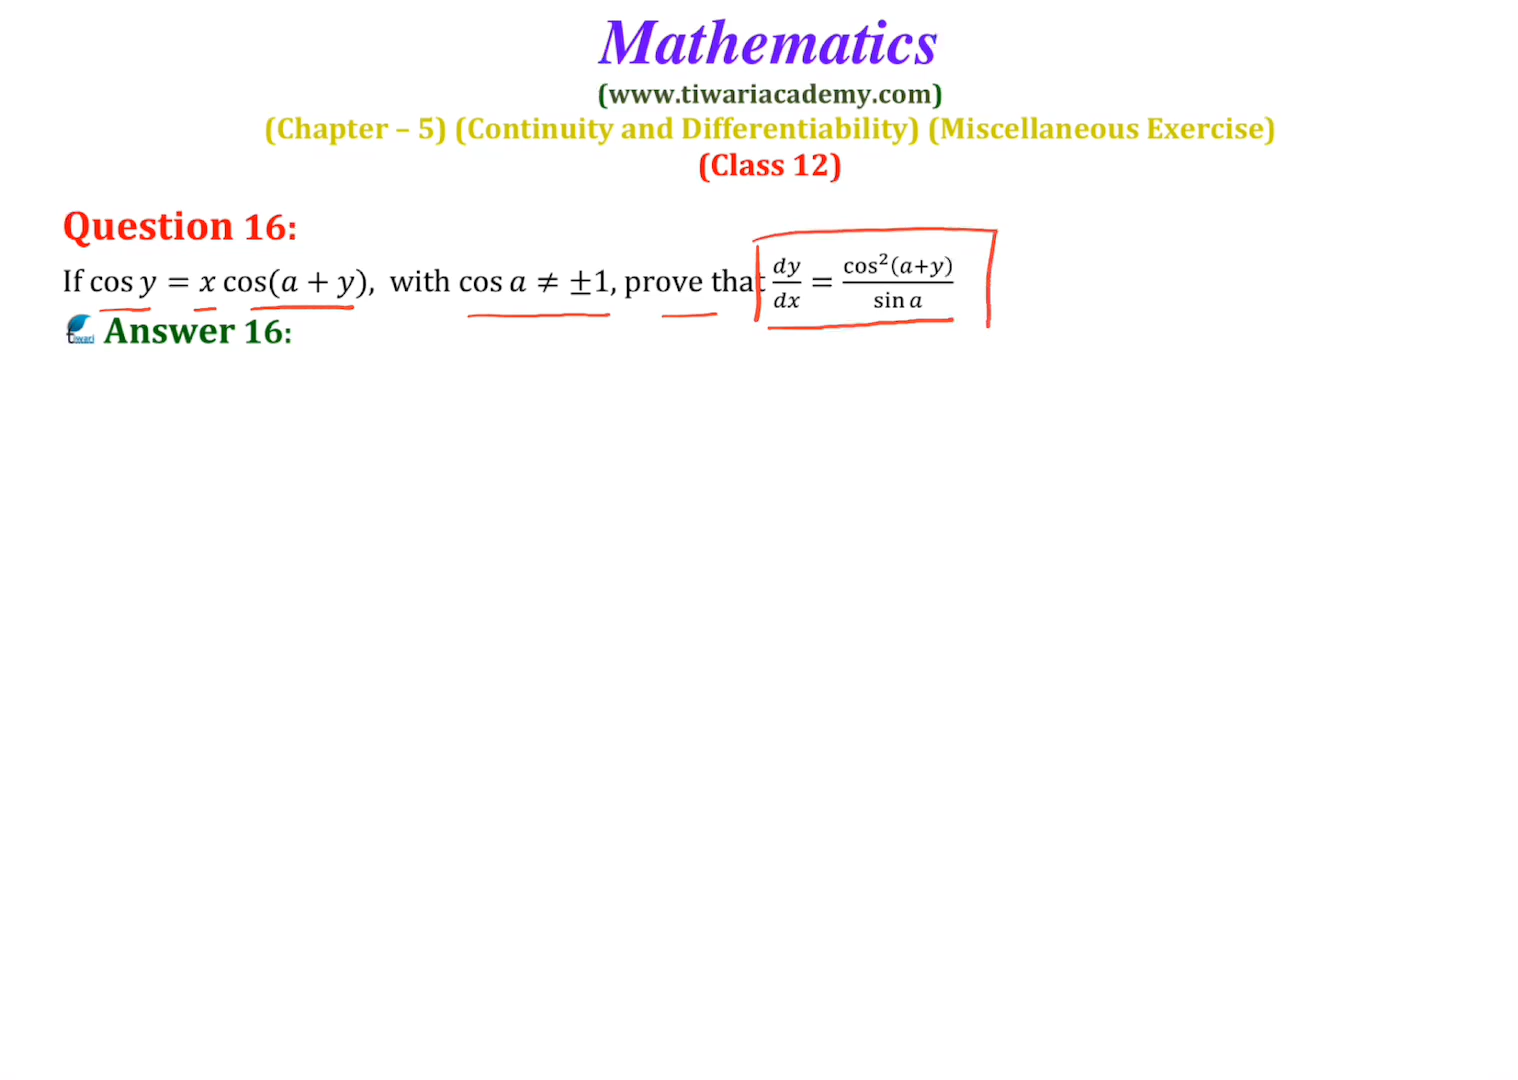 Mathematics
(www.tiwariacademy.com)
(Chapter – 5) (Continuity and Differentiability) (Miscellaneous Exercise)
(Class 12)
Question 16:
If cos y = x cos(a + y), with cos a ≠ ±1, prove that dy/dx = cos²(a+y)/sin a
tiwari Answer 16: